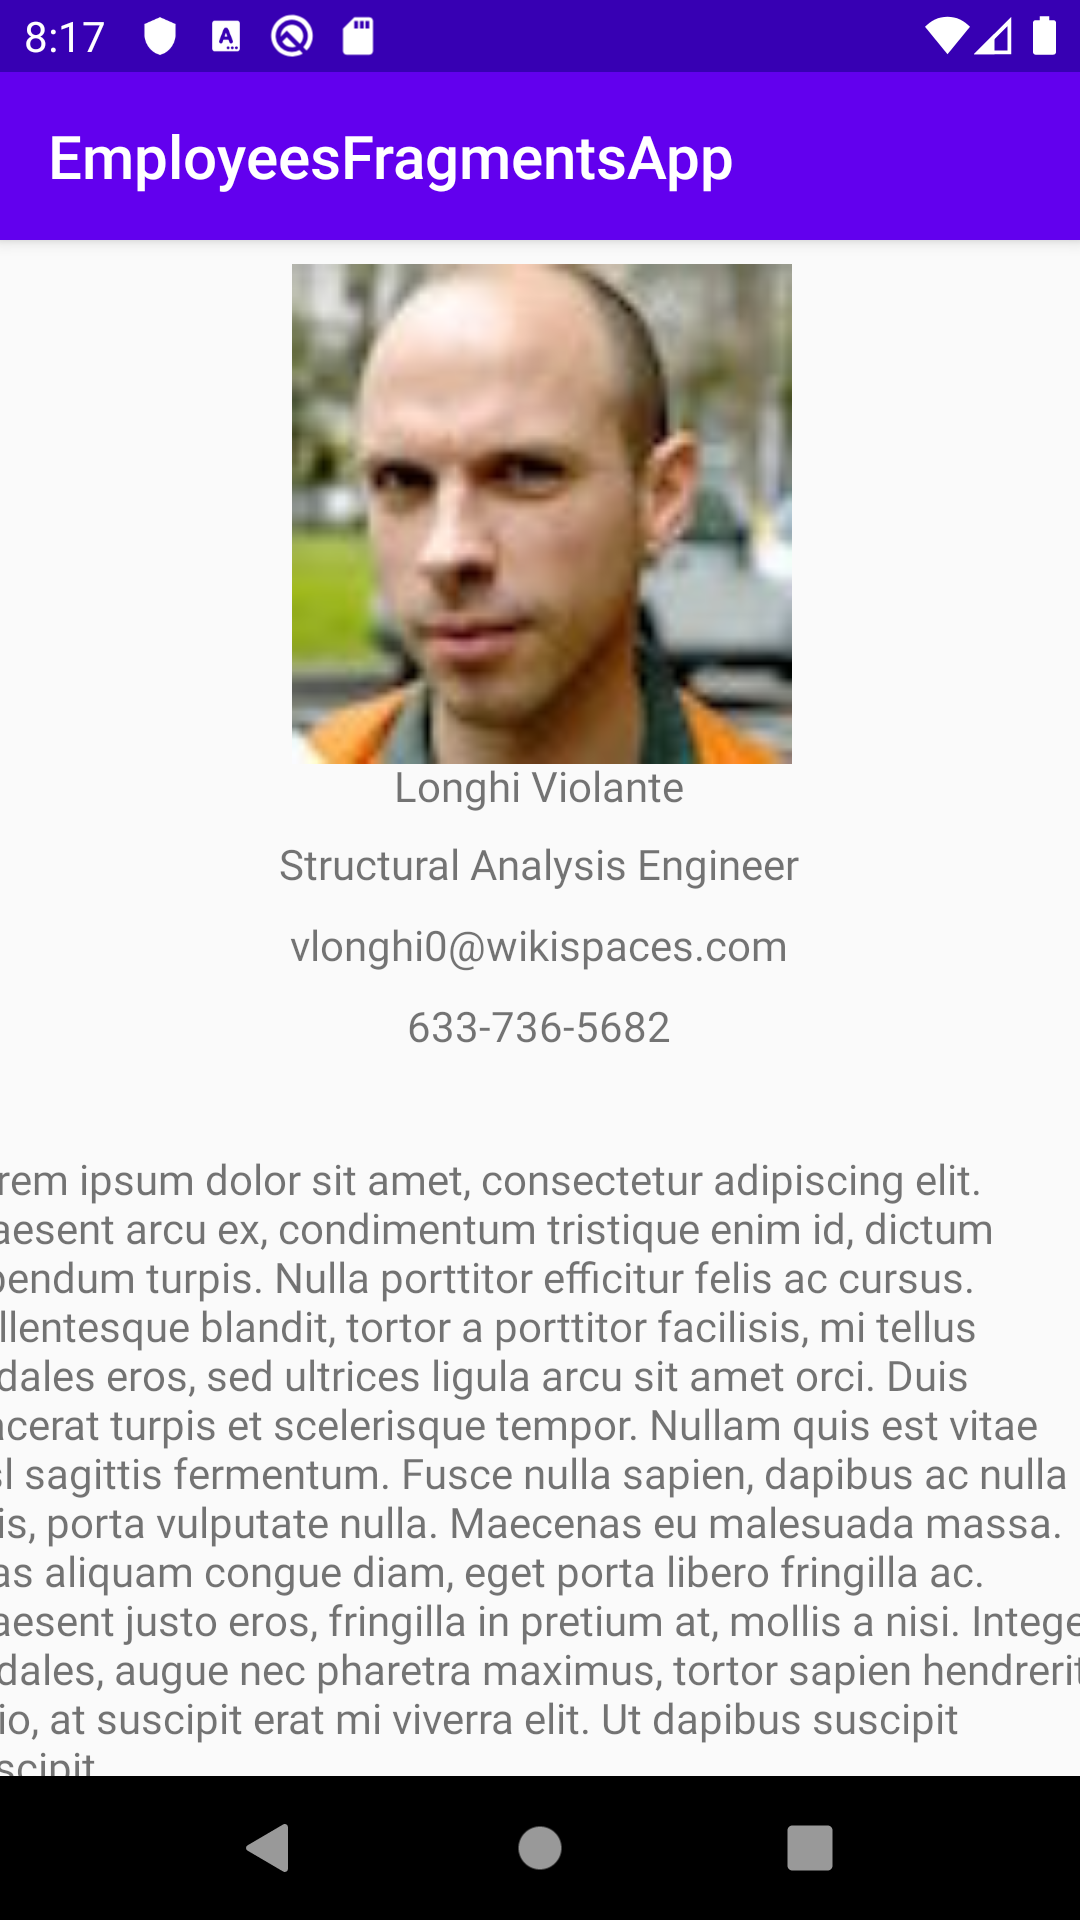 8:17
EmployeesFragmentsApp
Longhi Violante
Structural Analysis Engineer
vlonghi0@wikispaces.com
633-736-5682
rem ipsum dolor sit amet, consectetur adipiscing elit.
aesent arcu ex, condimentum tristique enim id, dictum
bendum turpis. Nulla porttitor efficitur felis ac cursus.
llentesque blandit, tortor a porttitor facilisis, mi tellus
dales eros, sed ultrices ligula arcu sit amet orci. Duis
acerat turpis et scelerisque tempor. Nullam quis est vitae
sl sagittis fermentum. Fusce nulla sapien, dapibus ac nulla
is, porta vulputate nulla. Maecenas eu malesuada massa.
as aliquam congue diam, eget porta libero fringilla ac.
aesent justo eros, fringilla in pretium at, mollis a nisi. Intege
dales, augue nec pharetra maximus, tortor sapien hendrerit
io, at suscipit erat mi viverra elit. Ut dapibus suscipit
scipit